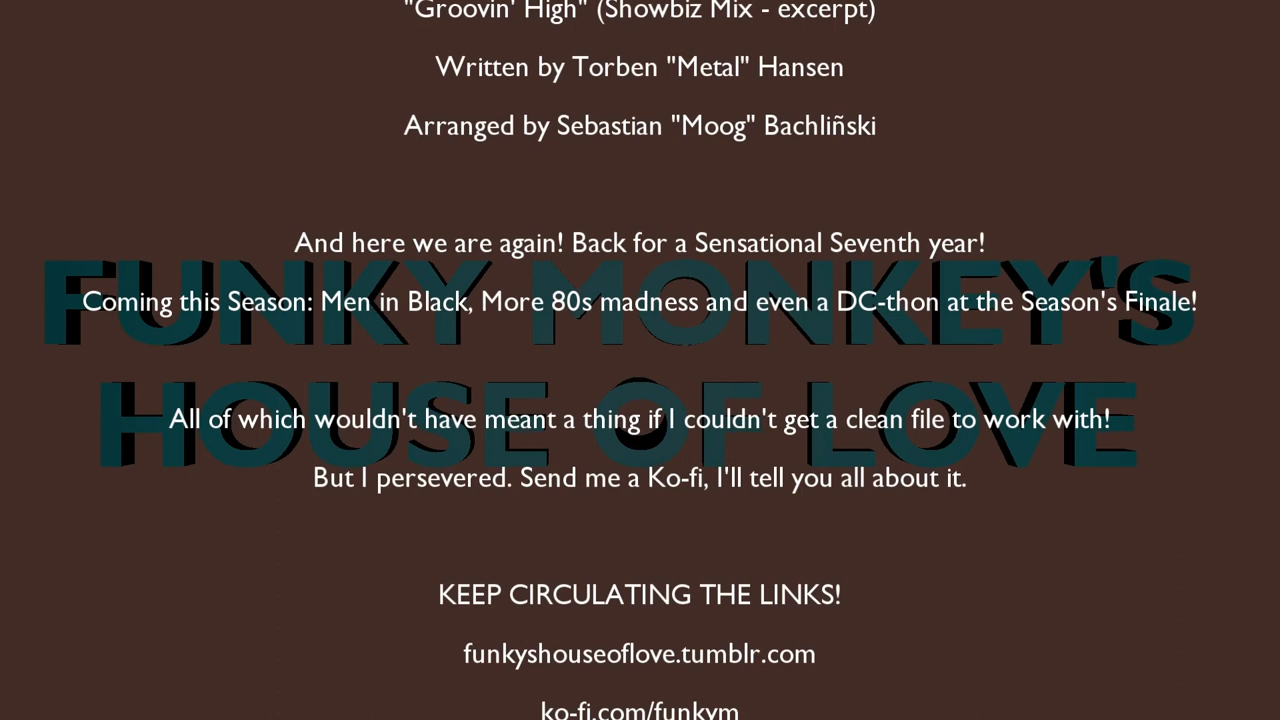 "Groovin' High" (Showbiz Mix - excerpt)
Written by Torben "Metal" Hansen
Arranged by Sebastian "Moog" Bachliñski
And here we are again! Back for a Sensational Seventh year!
FUNKY MONKEY'S
Coming this Season: Men in Black, More 80s madness and even a DC-thon at the Season's Finale!
HOUSE OF LOVE
All of which wouldn't have meant a thing if I couldn't get a clean file to work with!
But I persevered. Send me a Ko-fi, I'll tell you all about it.
KEEP CIRCULATING THE LINKS!
funkyshouseoflove.tumblr.com
ko-fi.com/funkym